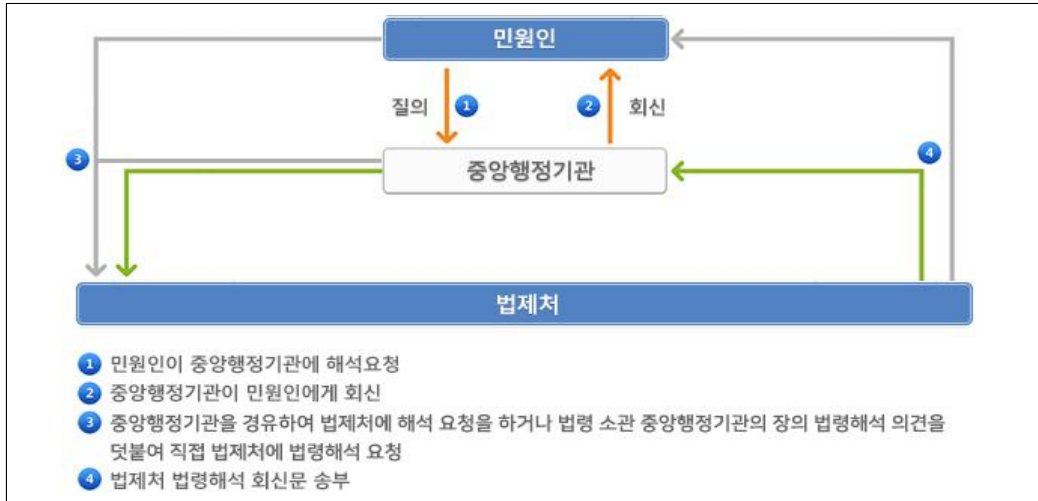 민원인
질의 1 2 회신
3 4
중앙행정기관
법제처
1 민원인이 중앙행정기관에 해석요청
2 중앙행정기관이 민원인에게 회신
3 중앙행정기관을 경유하여 법제처에 해석 요청을 하거나 법령 소관 중앙행정기관의 장의 법령해석 의견을
덧붙여 직접 법제처에 법령해석 요청
4 법제처 법령해석 회신문 송부